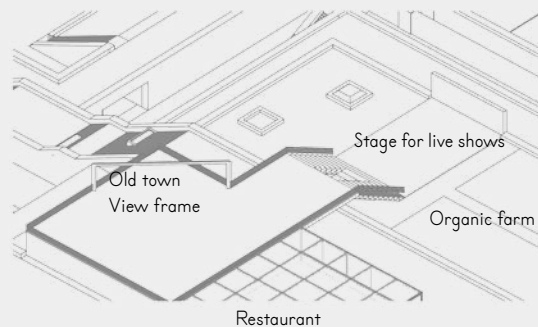 Stage for live shows
Old town
View frame
Organic farm
Restaurant